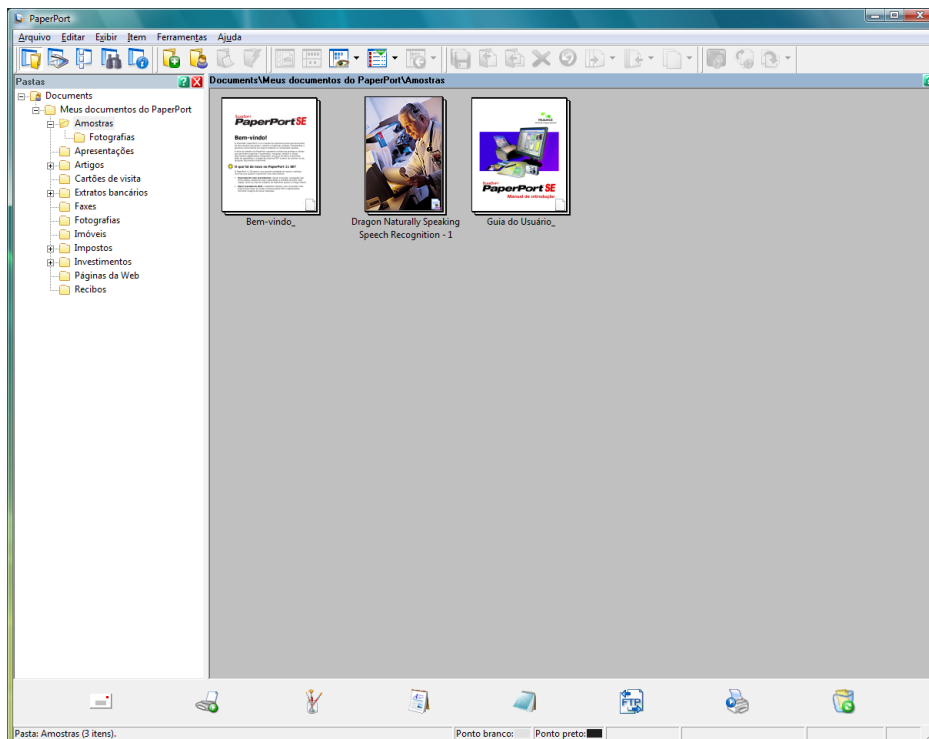 PaperPort
Arquivo Editar Exibir Item Ferramentas Ajuda
Pastas
Documents\Meus documentos do PaperPort\Amostras
Documents
Meus documentos do PaperPort
Amostras
Fotografias
Apresentações
Artigos
Cartões de visita
Extratos bancários
Faxes
Fotografias
Imóveis
Impostos
Investimentos
Páginas da Web
Recibos
PaperPort SE
Bem-vindo!
Bem-vindo_
Dragon Naturally Speaking
Speech Recognition - 1
NUANCE
PaperPort SE
Manual de introdução
Guia do Usuário_
FTP
Pasta: Amostras (3 itens).
Ponto branco:
Ponto preto: